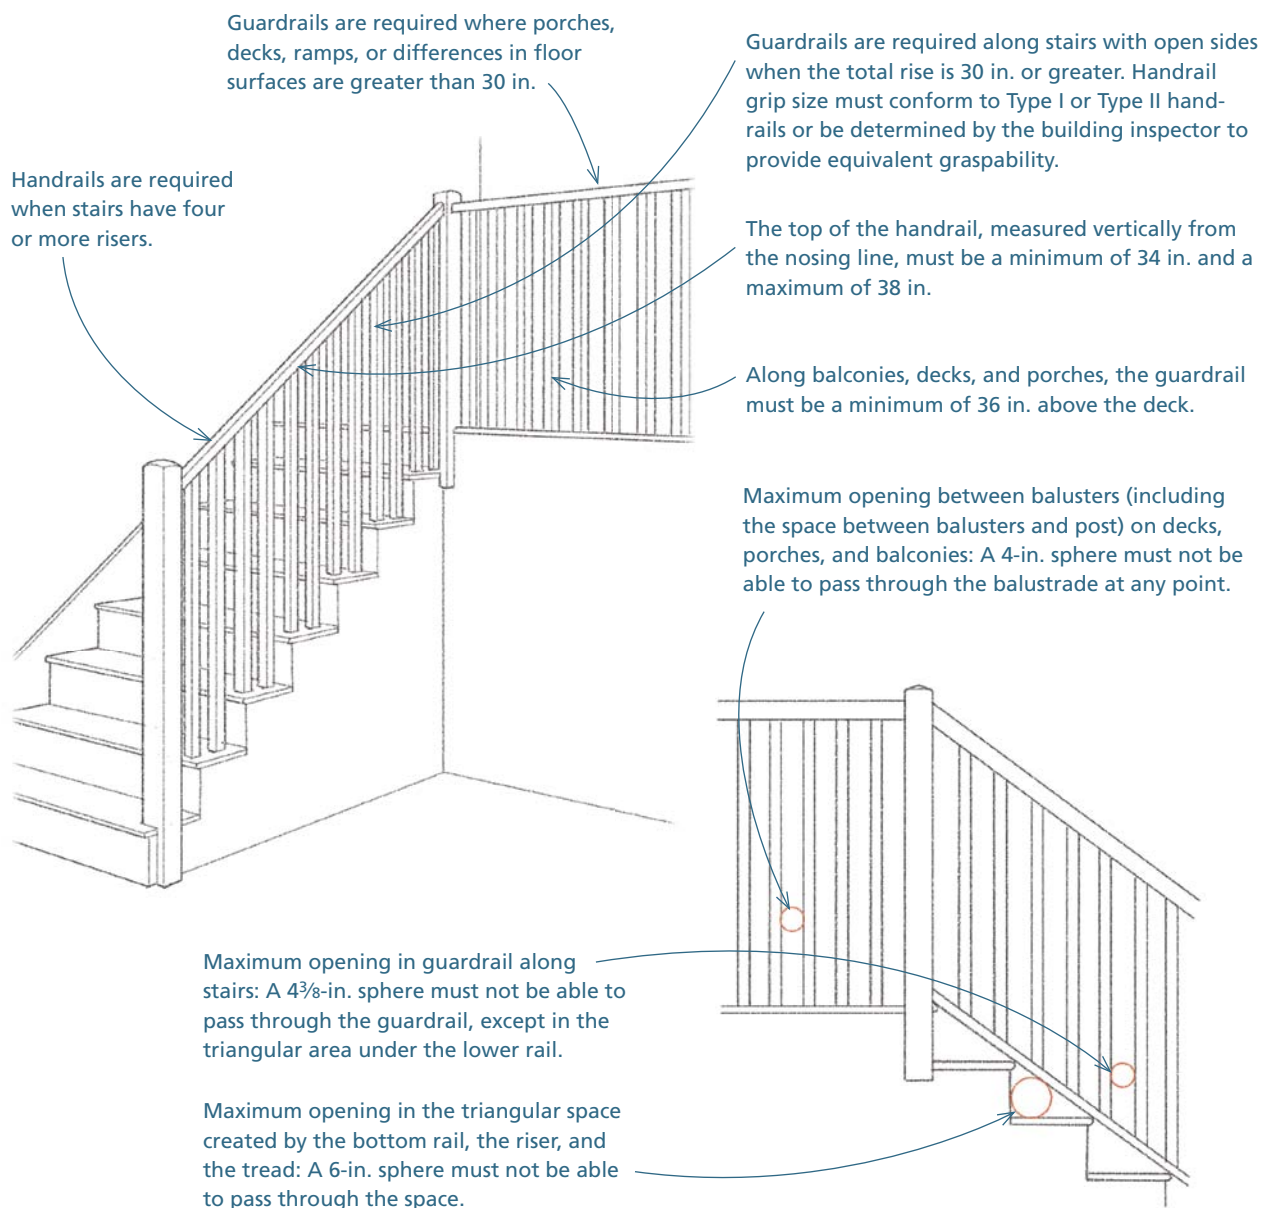 Guardrails are required where porches,
decks, ramps, or differences in floor
surfaces are greater than 30 in.
Guardrails are required along stairs with open sides
when the total rise is 30 in. or greater. Handrail
grip size must conform to Type I or Type II hand-
rails or be determined by the building inspector to
provide equivalent graspability.
Handrails are required
when stairs have four
or more risers.
The top of the handrail, measured vertically from
the nosing line, must be a minimum of 34 in. and a
maximum of 38 in.
Along balconies, decks, and porches, the guardrail
must be a minimum of 36 in. above the deck.
Maximum opening between balusters (including
the space between balusters and post) on decks,
porches, and balconies: A 4-in. sphere must not be
able to pass through the balustrade at any point.
Maximum opening in guardrail along
stairs: A 4³⁄₈-in. sphere must not be able to
pass through the guardrail, except in the
triangular area under the lower rail.
Maximum opening in the triangular space
created by the bottom rail, the riser, and
the tread: A 6-in. sphere must not be able
to pass through the space.